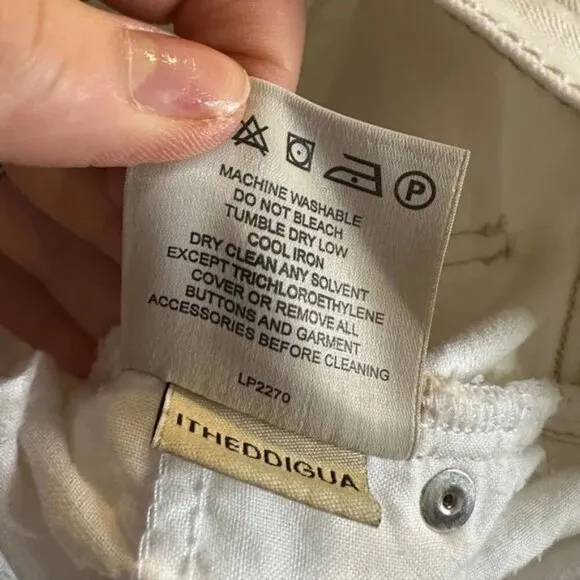 P
MACHINE WASHABLE
DO NOT BLEACH
TUMBLE DRY LOW
COOL IRON
DRY CLEAN ANY SOLVENT
EXCEPT TRICHLOROETHYLENE
COVER OR REMOVE ALL
BUTTONS AND GARMENT
ACCESSORIES BEFORE CLEANING
LP2270
ITHEDDIGUA